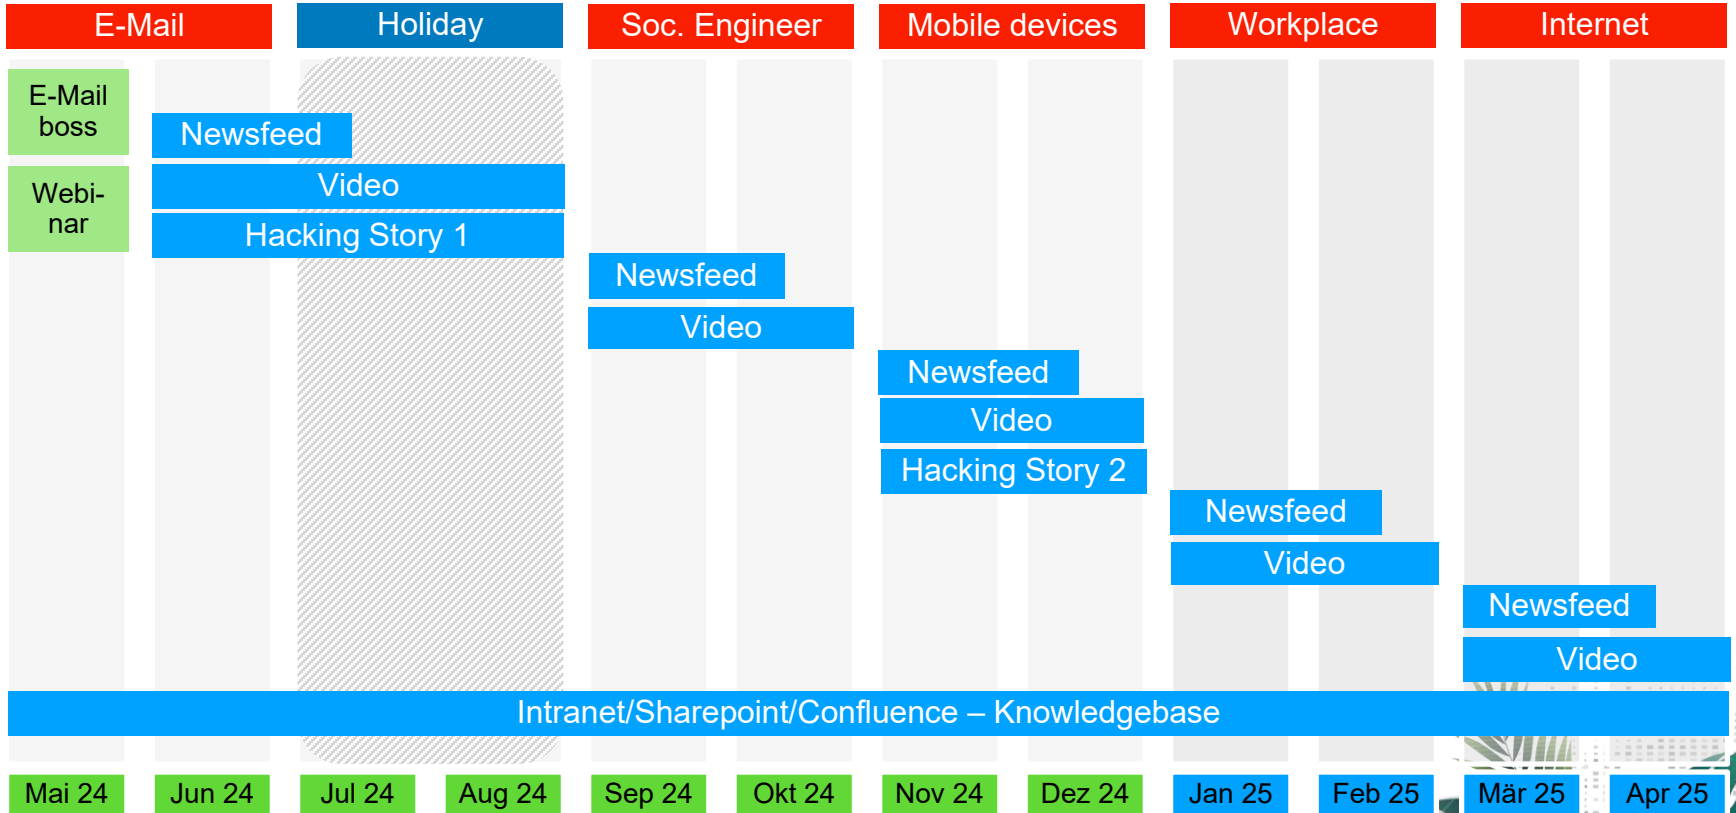 E-Mail
Holiday
Soc. Engineer
Mobile devices
Workplace
Internet
E-Mail
boss
Newsfeed
Video
Webi-
nar
Hacking Story 1
Newsfeed
Video
Newsfeed
Video
Hacking Story 2
Newsfeed
Video
Newsfeed
Video
Intranet/Sharepoint/Confluence – Knowledgebase
Mai 24
Jun 24
Jul 24
Aug 24
Sep 24
Okt 24
Nov 24
Dez 24
Jan 25
Feb 25
Mär 25
Apr 25